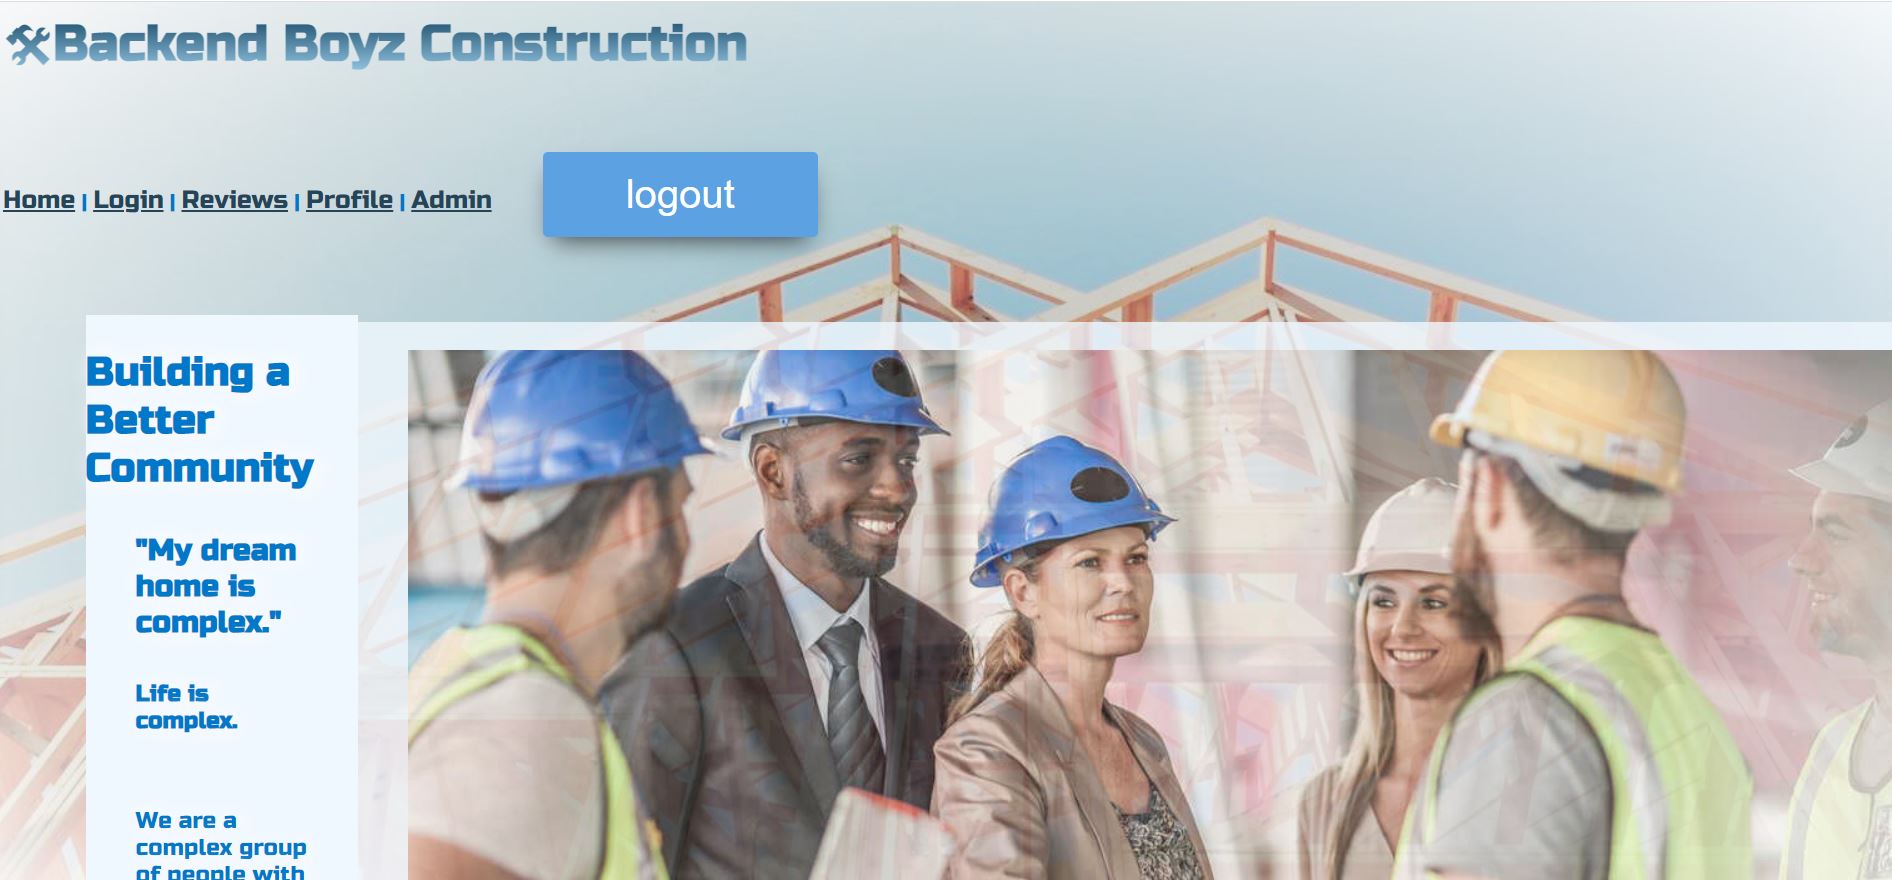 🛠Backend Boyz Construction
Home | Login | Reviews | Profile | Admin
logout
Building a
Better
Community
"My dream
home is
complex."
Life is
complex.
We are a
complex group
of people with